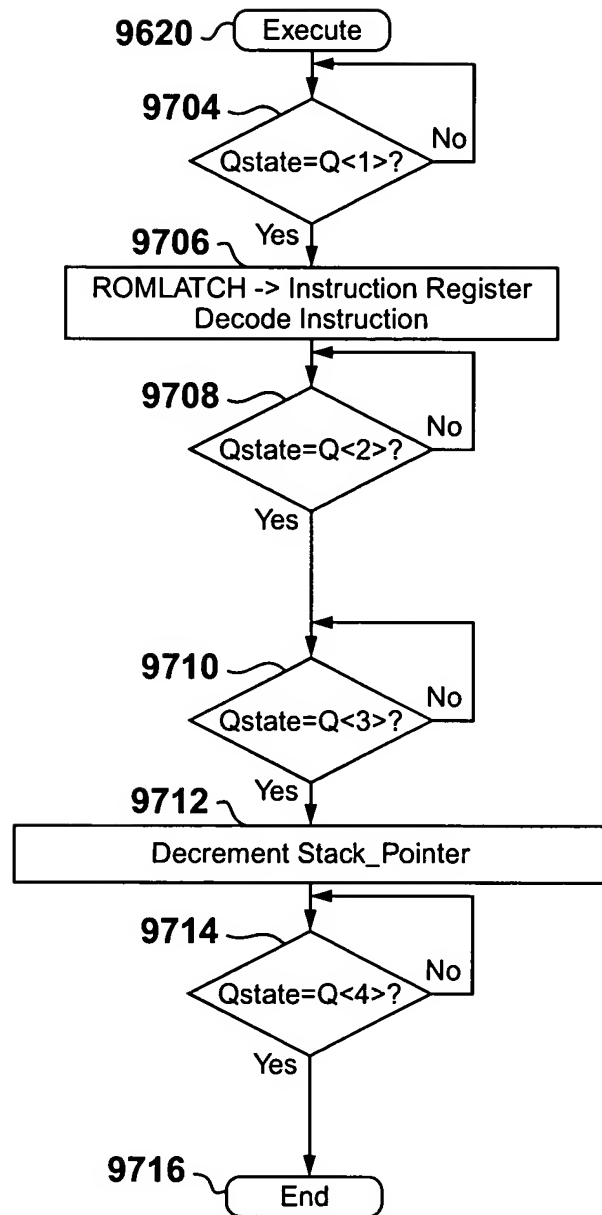 9620
Execute
9704
Qstate=Q<1>?
No
Yes
9706
ROMLATCH -> Instruction Register
Decode Instruction
9708
Qstate=Q<2>?
No
Yes
9710
Qstate=Q<3>?
No
Yes
9712
Decrement Stack_Pointer
9714
Qstate=Q<4>?
No
Yes
9716
End